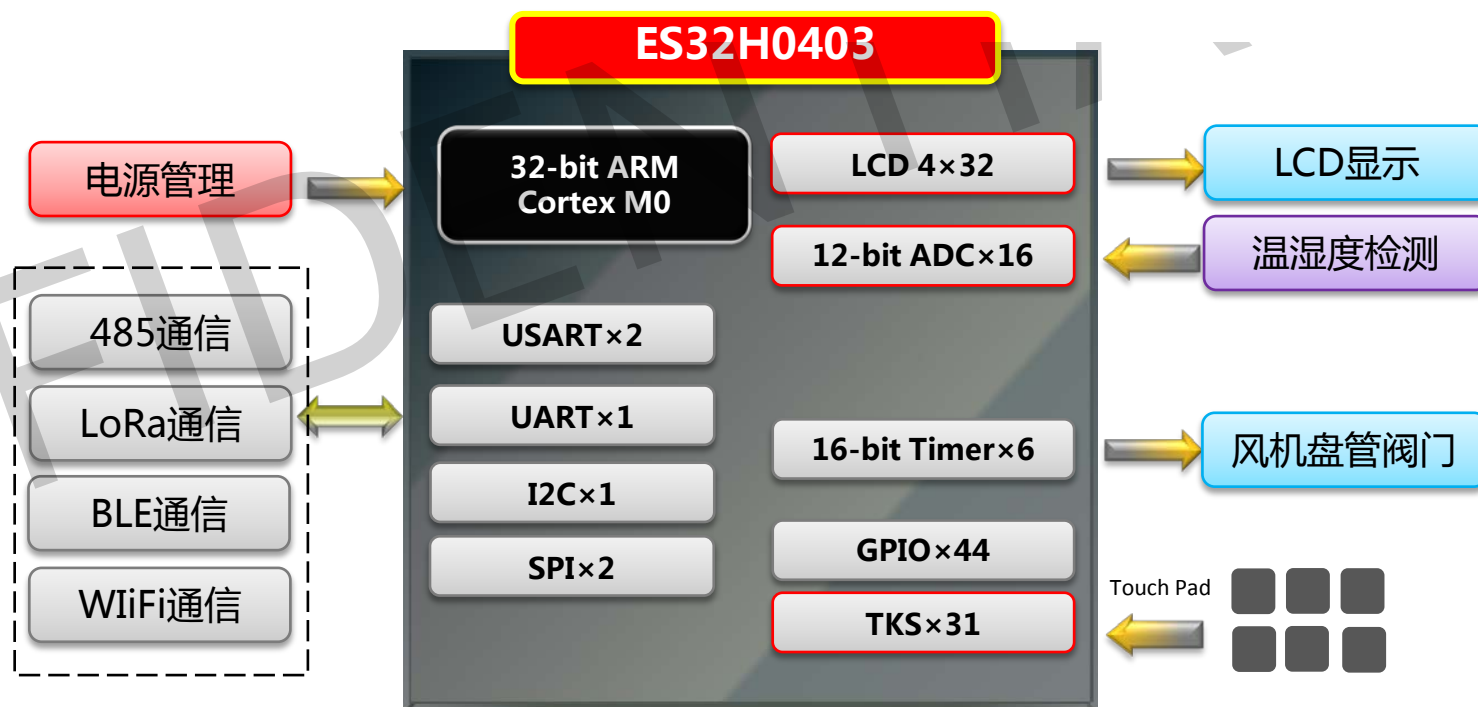 ES32H0403
电源管理
485通信
LoRa通信
BLE通信
WIiFi通信
32-bit ARM
Cortex M0
USART×2
UART×1
I2C×1
SPI×2
LCD 4×32
12-bit ADC×16
16-bit Timer×6
GPIO×44
TKS×31
LCD显示
温湿度检测
风机盘管阀门
Touch Pad
FIDENTI